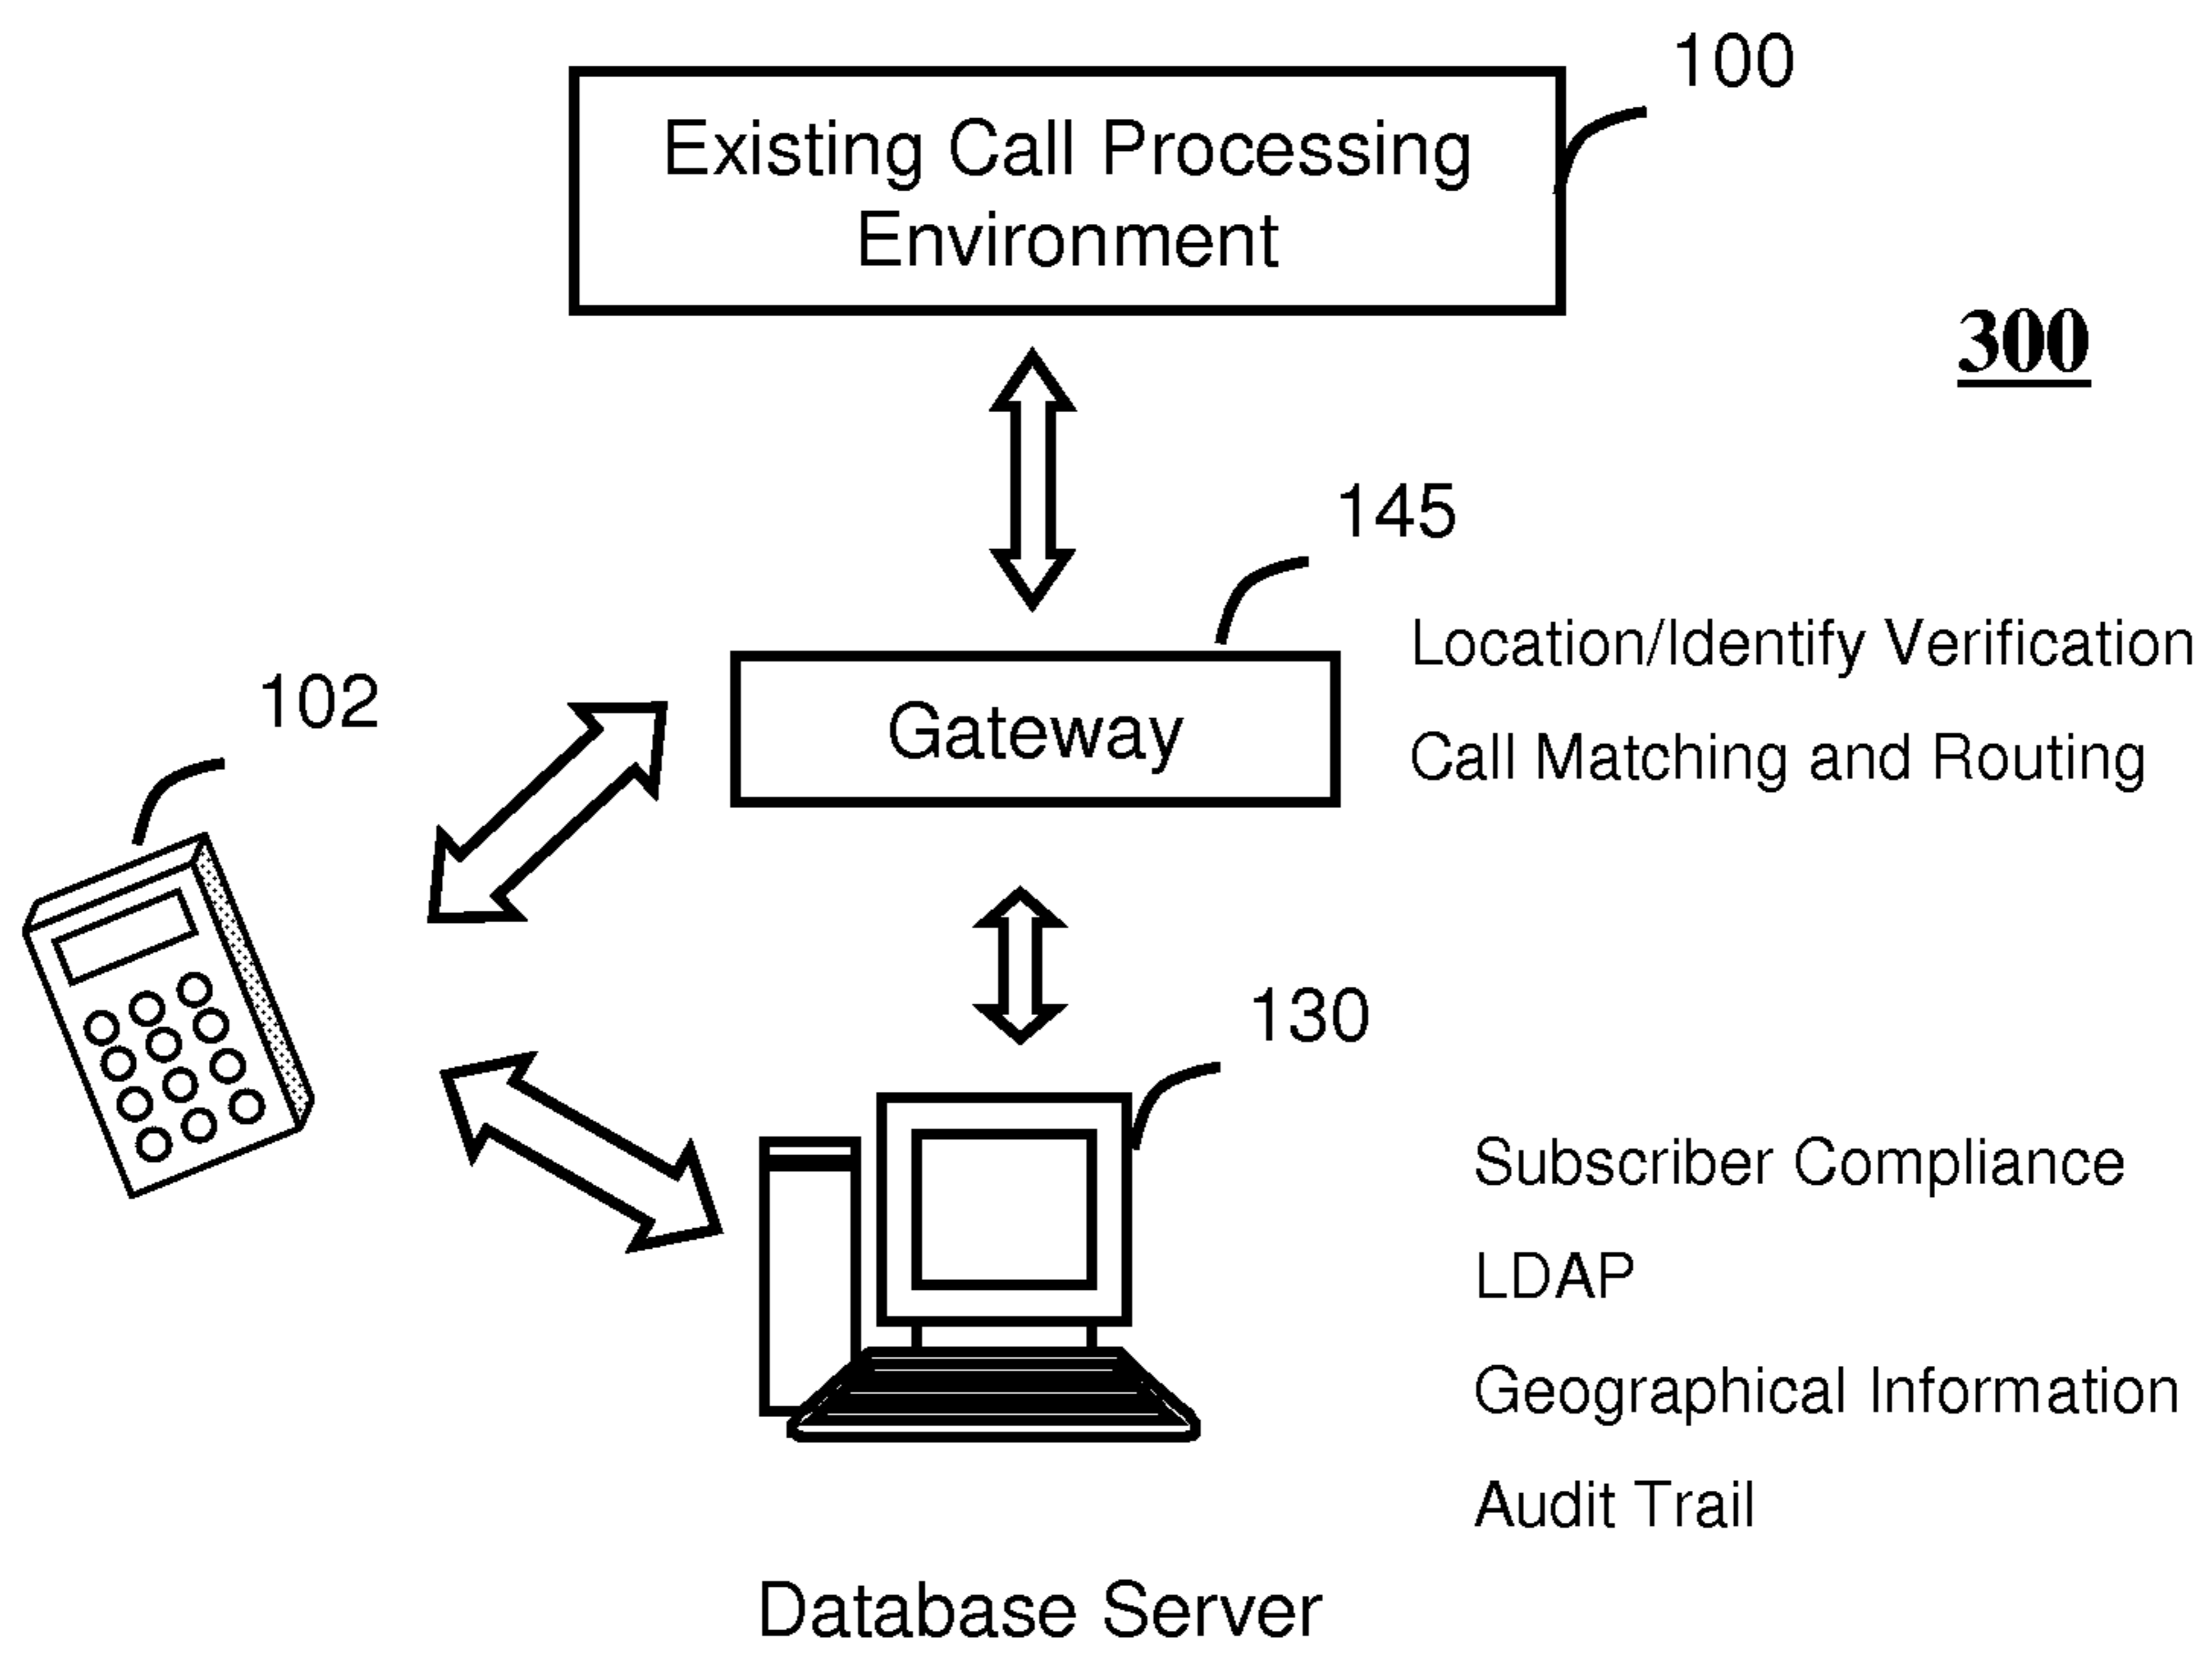 100
Existing Call Processing
Environment
300
145
Location/Identify Verification
102
Gateway
Call Matching and Routing
130
Subscriber Compliance
LDAP
Geographical Information
Audit Trail
Database Server